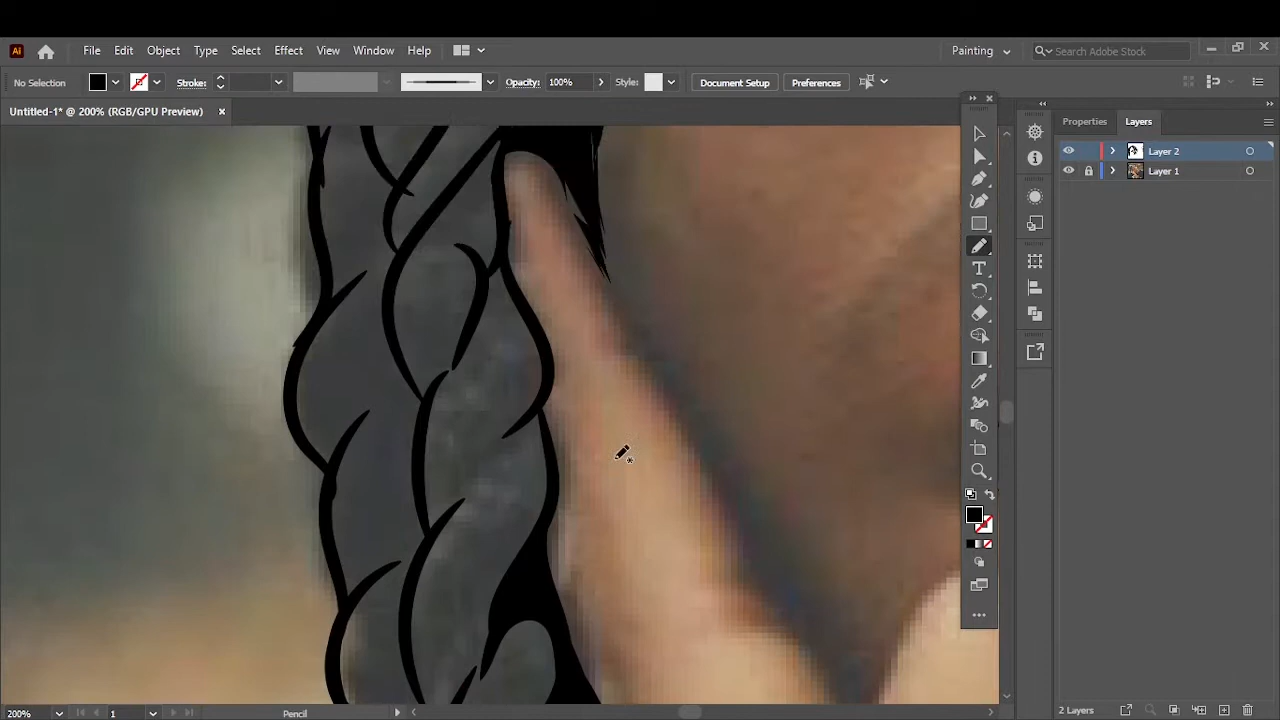 Ai File Edit Object Type Select Effect View Window Help Painting Search Adobe Stock
No Selection Stroke: Opacity: 100% Style: Document Setup Preferences
Untitled-1* @ 200% (RGB/GPU Preview) ×
Properties Layers
Layer 2
Layer 1
200% 1 Pencil 2 Layers